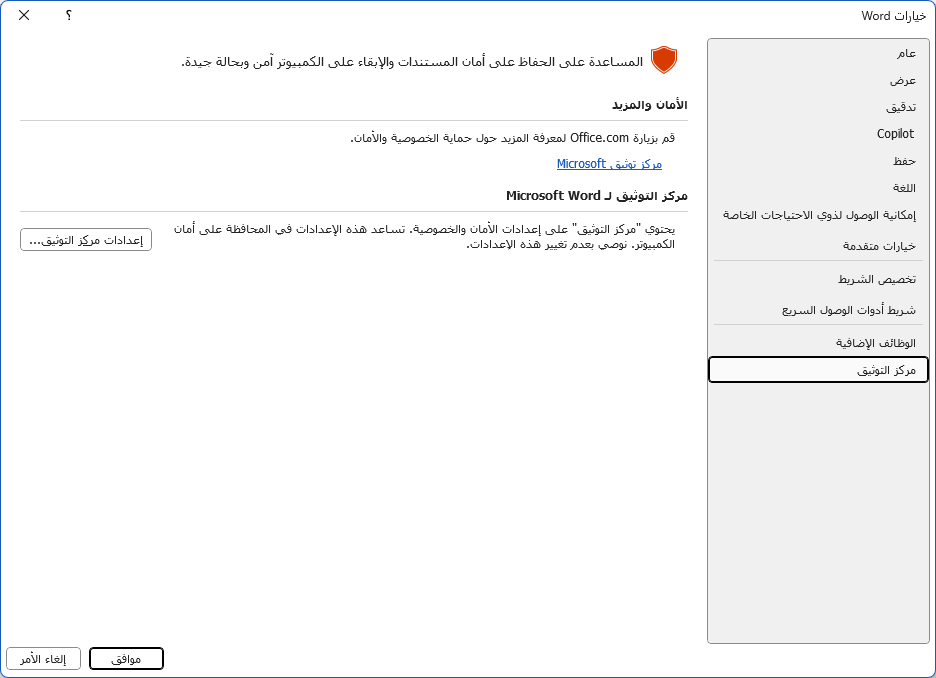 خيارات Word
؟
عام
عرض
تدقيق
Copilot
حفظ
اللغة
إمكانية الوصول لذوي الاحتياجات الخاصة
خيارات متقدمة
تخصيص الشريط
شريط أدوات الوصول السريع
الوظائف الإضافية
مركز التوثيق
المساعدة على الحفاظ على أمان المستندات والإبقاء على الكمبيوتر آمن وبحالة جيدة.
الأمان والمزيد
قم بزيارة Office.com لمعرفة المزيد حول حماية الخصوصية والأمان.
مركز توثيق Microsoft
مركز التوثيق لـ Microsoft Word
يحتوي "مركز التوثيق" على إعدادات الأمان والخصوصية. تساعد هذه الإعدادات في المحافظة على أمان
الكمبيوتر. نوصي بعدم تغيير هذه الإعدادات.
إعدادات مركز التوثيق...
موافق
إلغاء الأمر